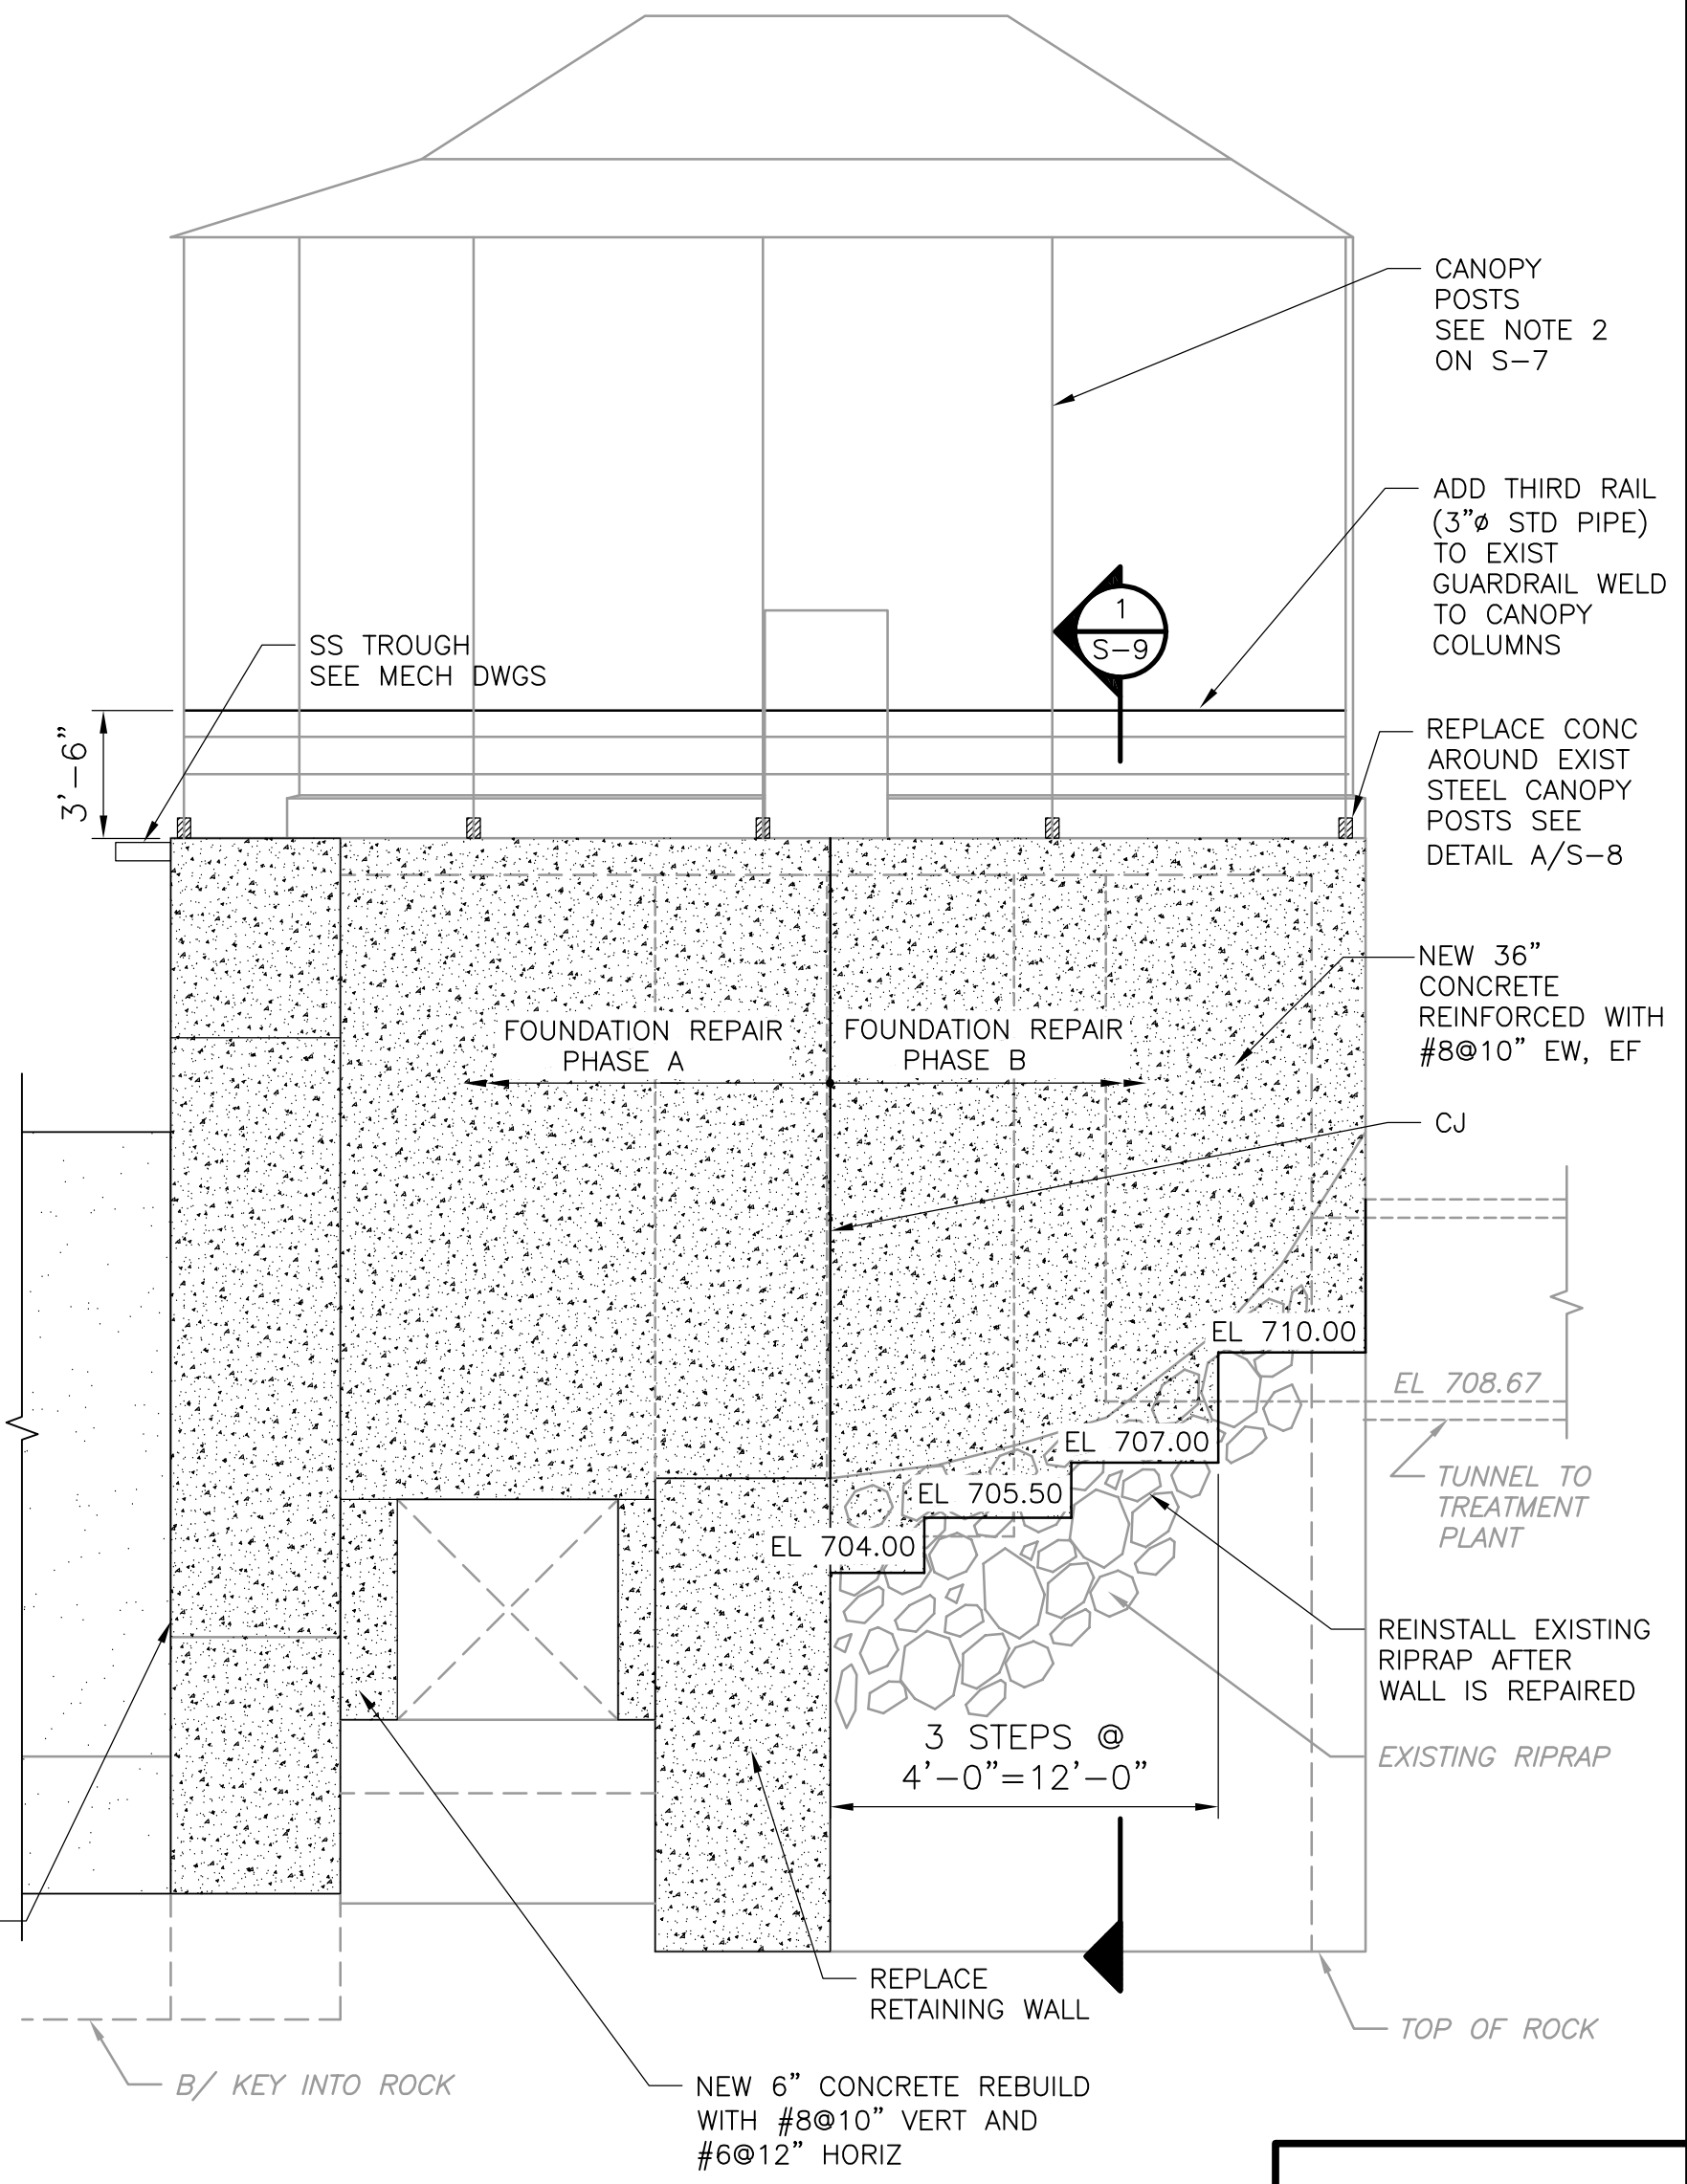 CANOPY
POSTS
SEE NOTE 2
ON S-7
ADD THIRD RAIL
(3"ø STD PIPE)
TO EXIST
GUARDRAIL WELD
TO CANOPY
COLUMNS
1
S-9
SS TROUGH
SEE MECH DWGS
3'-6"
REPLACE CONC
AROUND EXIST
STEEL CANOPY
POSTS SEE
DETAIL A/S-8
NEW 36"
CONCRETE
REINFORCED WITH
#8@10" EW, EF
FOUNDATION REPAIR
PHASE A
FOUNDATION REPAIR
PHASE B
CJ
EL 710.00
EL 708.67
EL 707.00
TUNNEL TO
TREATMENT
PLANT
EL 705.50
EL 704.00
REINSTALL EXISTING
RIPRAP AFTER
WALL IS REPAIRED
3 STEPS @
4'-0"=12'-0"
EXISTING RIPRAP
REPLACE
RETAINING WALL
TOP OF ROCK
B/ KEY INTO ROCK
NEW 6" CONCRETE REBUILD
WITH #8@10" VERT AND
#6@12" HORIZ